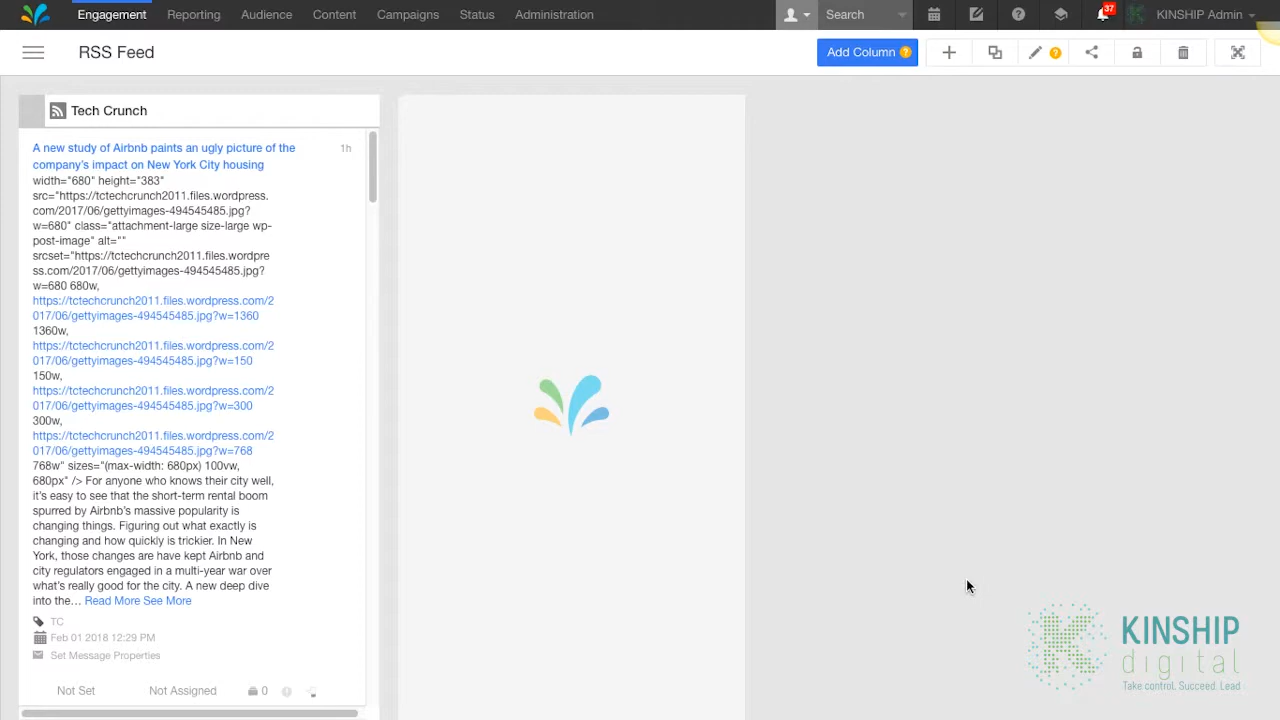 Engagement Reporting Audience Content Campaigns Status Administration Search 37 KINSHIP Admin
RSS Feed Add Column ? ?
Tech Crunch
A new study of Airbnb paints an ugly picture of the 1h
company's impact on New York City housing
width="680" height="383"
src="https://tctechcrunch2011.files.wordpress.
com/2017/06/gettyimages-494545485.jpg?
w=680" class="attachment-large size-large wp-
post-image" alt=""
srcset="https://tctechcrunch2011.files.wordpre
ss.com/2017/06/gettyimages-494545485.jpg?
w=680 680w,
https://tctechcrunch2011.files.wordpress.com/2
017/06/gettyimages-494545485.jpg?w=1360
1360w,
https://tctechcrunch2011.files.wordpress.com/2
017/06/gettyimages-494545485.jpg?w=150
150w,
https://tctechcrunch2011.files.wordpress.com/2
017/06/gettyimages-494545485.jpg?w=300
300w,
https://tctechcrunch2011.files.wordpress.com/2
017/06/gettyimages-494545485.jpg?w=768
768w" sizes="(max-width: 680px) 100vw,
680px" /> For anyone who knows their city well,
it's easy to see that the short-term rental boom
spurred by Airbnb's massive popularity is
changing things. Figuring out what exactly is
changing and how quickly is trickier. In New
York, those changes are have kept Airbnb and
city regulators engaged in a multi-year war over
what's really good for the city. A new deep dive
into the... Read More See More
TC
Feb 01 2018 12:29 PM
Set Message Properties
Not Set Not Assigned 0
KINSHIP
digital
Take control. Succeed. Lead